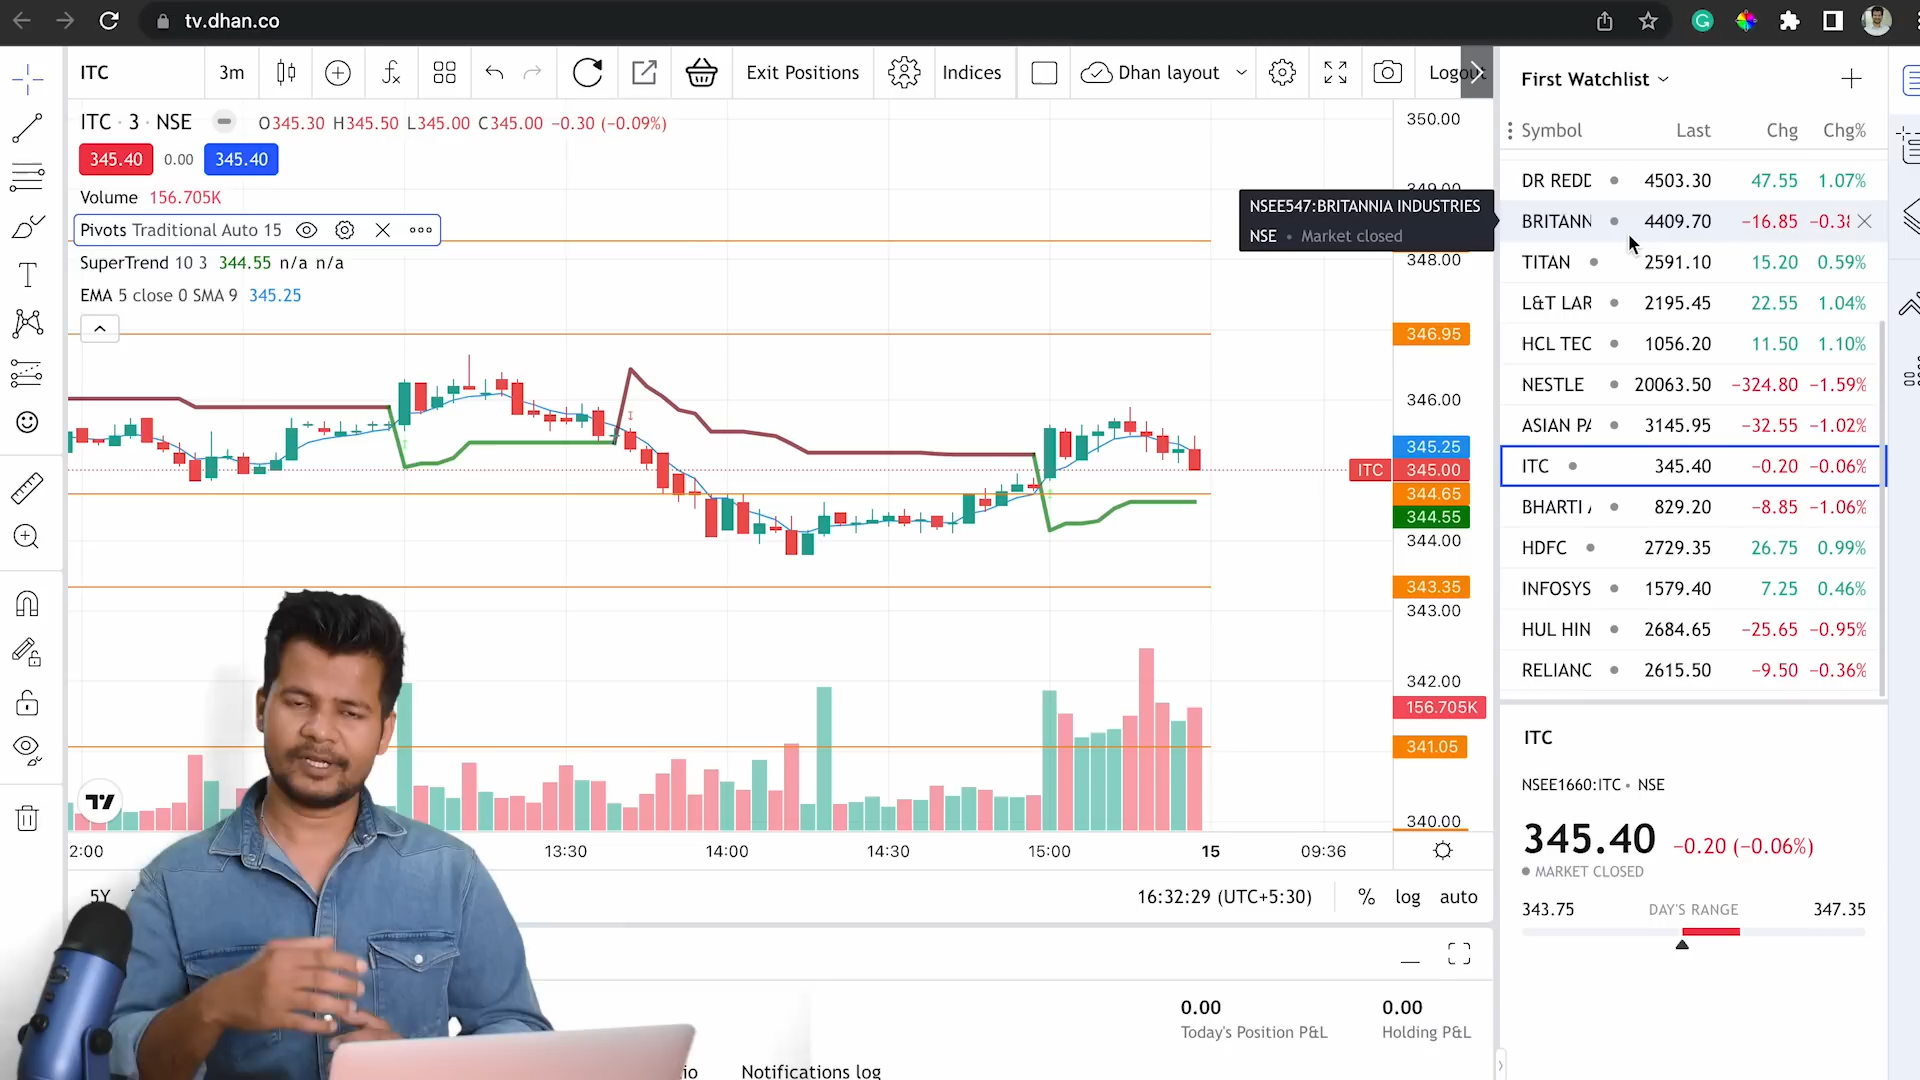 tv.dhan.co
ITC 3m Exit Positions Indices Dhan layout
ITC · 3 · NSE O345.30 H345.50 L345.00 C345.00 −0.30 (−0.09%)
345.40 0.00 345.40
Volume 156.705K
Pivots Traditional Auto 15
SuperTrend 10 3 344.55 n/a n/a
EMA 5 close 0 SMA 9 345.25
350.00
348.00
346.95
346.00
345.25
ITC 345.00
344.65
344.55
344.00
343.35
343.00
342.00
156.705K
341.05
340.00
2:00 13:30 14:00 14:30 15:00 15 09:36
5Y 16:32:29 (UTC+5:30) % log auto
0.00 0.00
Today's Position P&L Holding P&L
Notifications log
NSEE547:BRITANNIA INDUSTRIES
NSE • Market closed
First Watchlist
Symbol Last Chg Chg%
DR REDD 4503.30 47.55 1.07%
BRITANN 4409.70 −16.85
TITAN 2591.10 15.20 0.59%
L&T LAR 2195.45 22.55 1.04%
HCL TEC 1056.20 11.50 1.10%
NESTLE 20063.50 −324.80 −1.59%
ASIAN PA 3145.95 −32.55 −1.02%
ITC 345.40 −0.20 −0.06%
BHARTI 829.20 −8.85 −1.06%
HDFC 2729.35 26.75 0.99%
INFOSYS 1579.40 7.25 0.46%
HUL HIN 2684.65 −25.65 −0.95%
RELIANC 2615.50 −9.50 −0.36%
ITC
NSEE1660:ITC • NSE
345.40 −0.20 (−0.06%)
MARKET CLOSED
343.75 DAY'S RANGE 347.35